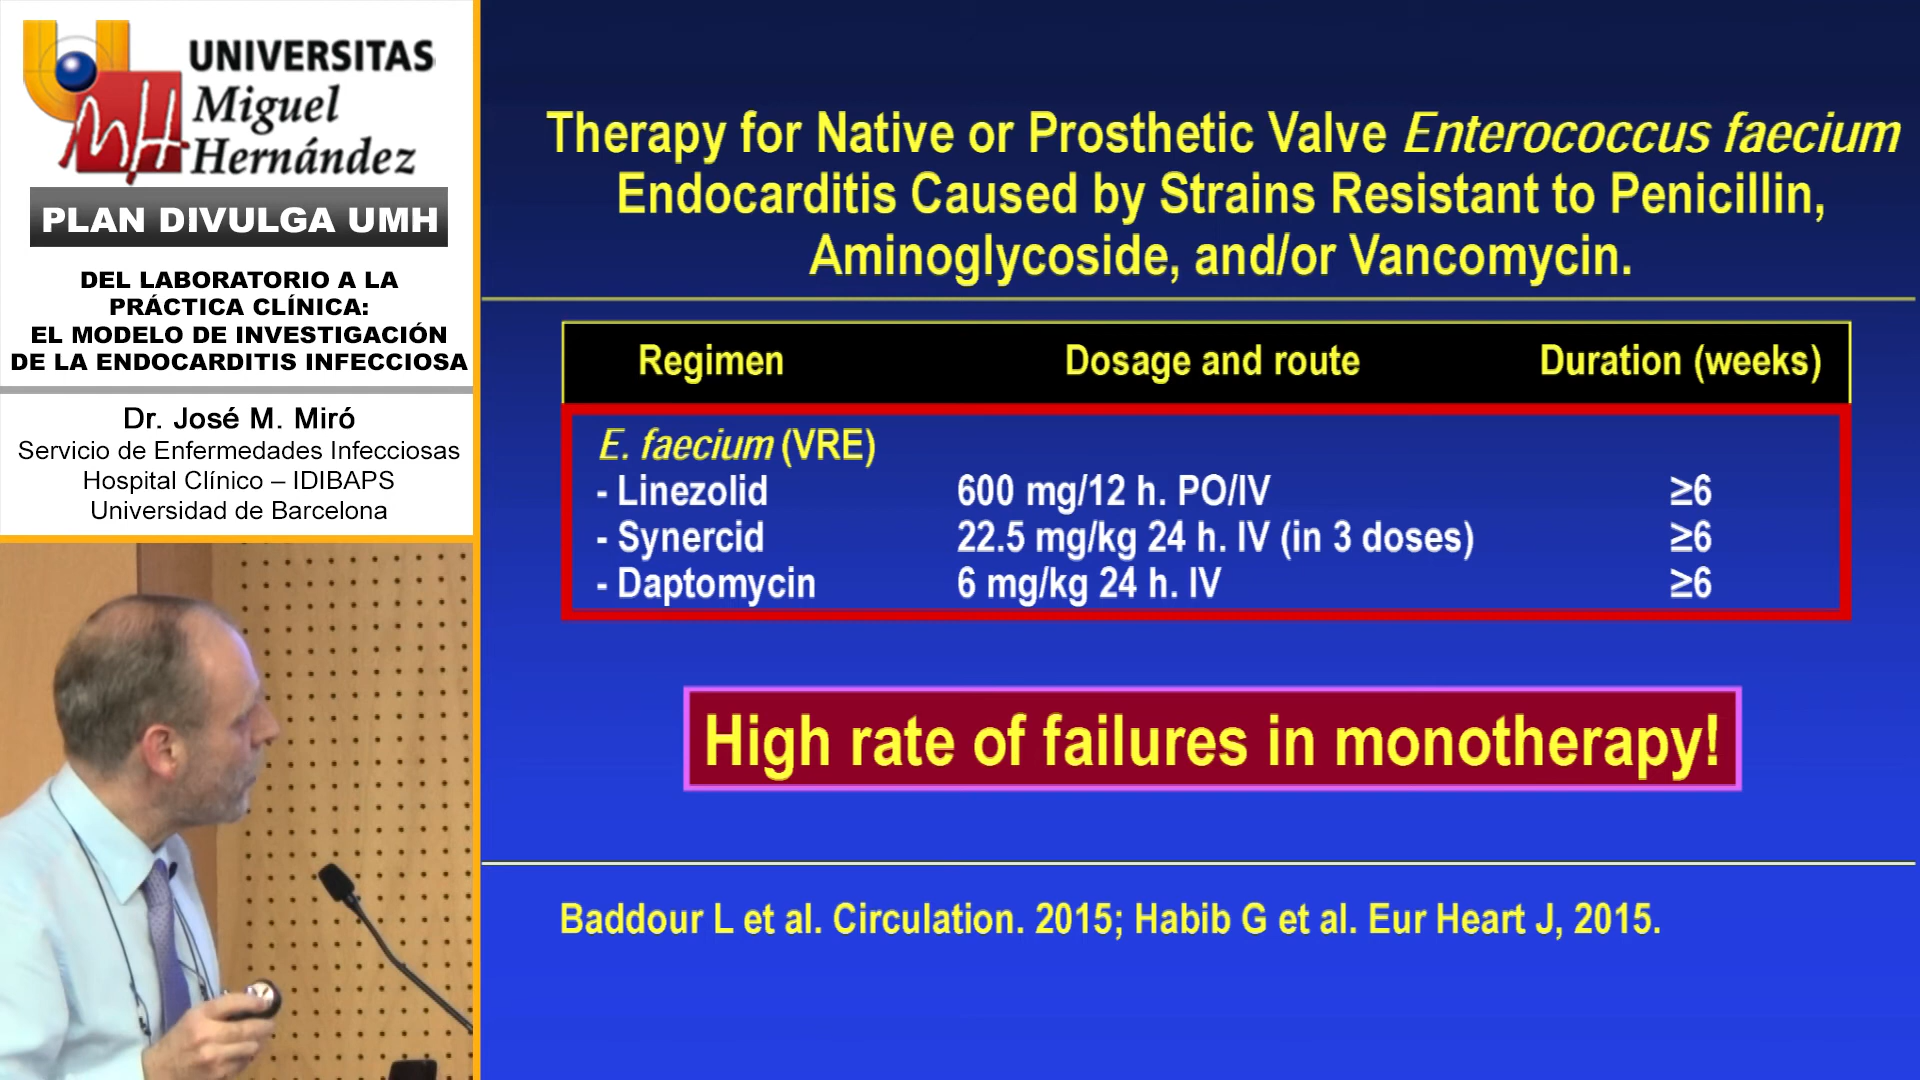 UNIVERSITAS
Miguel
Hernández
PLAN DIVULGA UMH
DEL LABORATORIO A LA
PRÁCTICA CLÍNICA:
EL MODELO DE INVESTIGACIÓN
DE LA ENDOCARDITIS INFECCIOSA
Dr. José M. Miró
Servicio de Enfermedades Infecciosas
Hospital Clínico – IDIBAPS
Universidad de Barcelona
Therapy for Native or Prosthetic Valve Enterococcus faecium
Endocarditis Caused by Strains Resistant to Penicillin,
Aminoglycoside, and/or Vancomycin.
Regimen Dosage and route Duration (weeks)
E. faecium (VRE)
- Linezolid 600 mg/12 h. PO/IV ≥6
- Synercid 22.5 mg/kg 24 h. IV (in 3 doses) ≥6
- Daptomycin 6 mg/kg 24 h. IV ≥6
High rate of failures in monotherapy!
Baddour L et al. Circulation. 2015; Habib G et al. Eur Heart J, 2015.